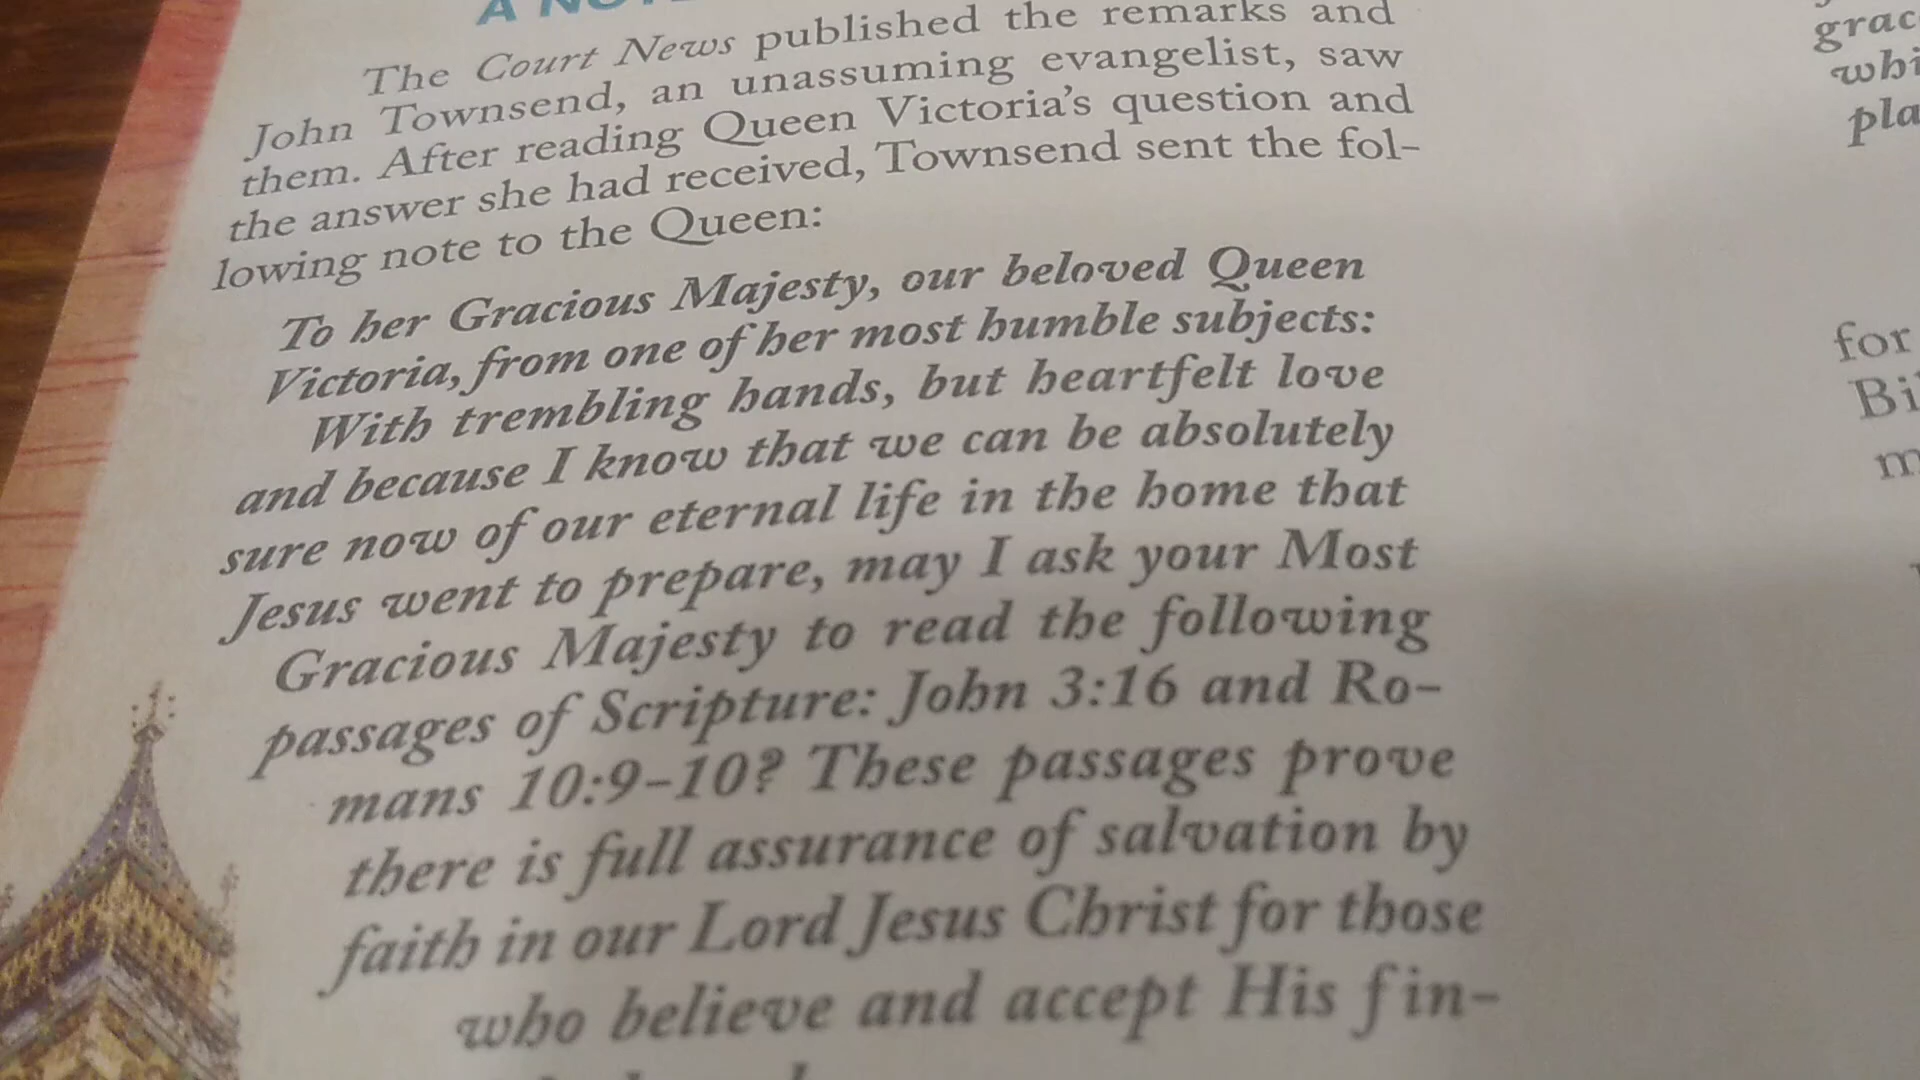 A NOTE
The Court News published the remarks and
John Townsend, an unassuming evangelist, saw
them. After reading Queen Victoria's question and
the answer she had received, Townsend sent the fol-
lowing note to the Queen:
To her Gracious Majesty, our beloved Queen
Victoria, from one of her most humble subjects:
With trembling hands, but heartfelt love
and because I know that we can be absolutely
sure now of our eternal life in the home that
Jesus went to prepare, may I ask your Most
Gracious Majesty to read the following
passages of Scripture: John 3:16 and Ro-
mans 10:9-10? These passages prove
there is full assurance of salvation by
faith in our Lord Jesus Christ for those
who believe and accept His fin-
for